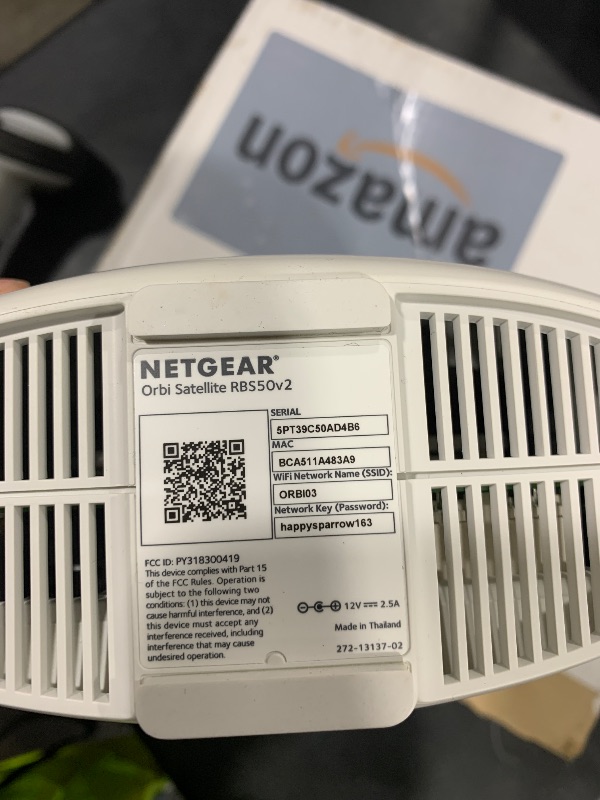 amazon
NETGEAR®
Orbi Satellite RBS50v2
SERIAL
5PT39C50AD4B6
MAC
BCA511A483A9
WiFi Network Name (SSID):
ORBI03
Network Key (Password):
happysparrow163
FCC ID: PY318300419
This device complies with Part 15
of the FCC Rules. Operation is
subject to the following two
conditions: (1) this device may not
cause harmful interference, and (2)
this device must accept any
interference received, including
interference that may cause
undesired operation.
12V 2.5A
Made in Thailand
272-13137-02